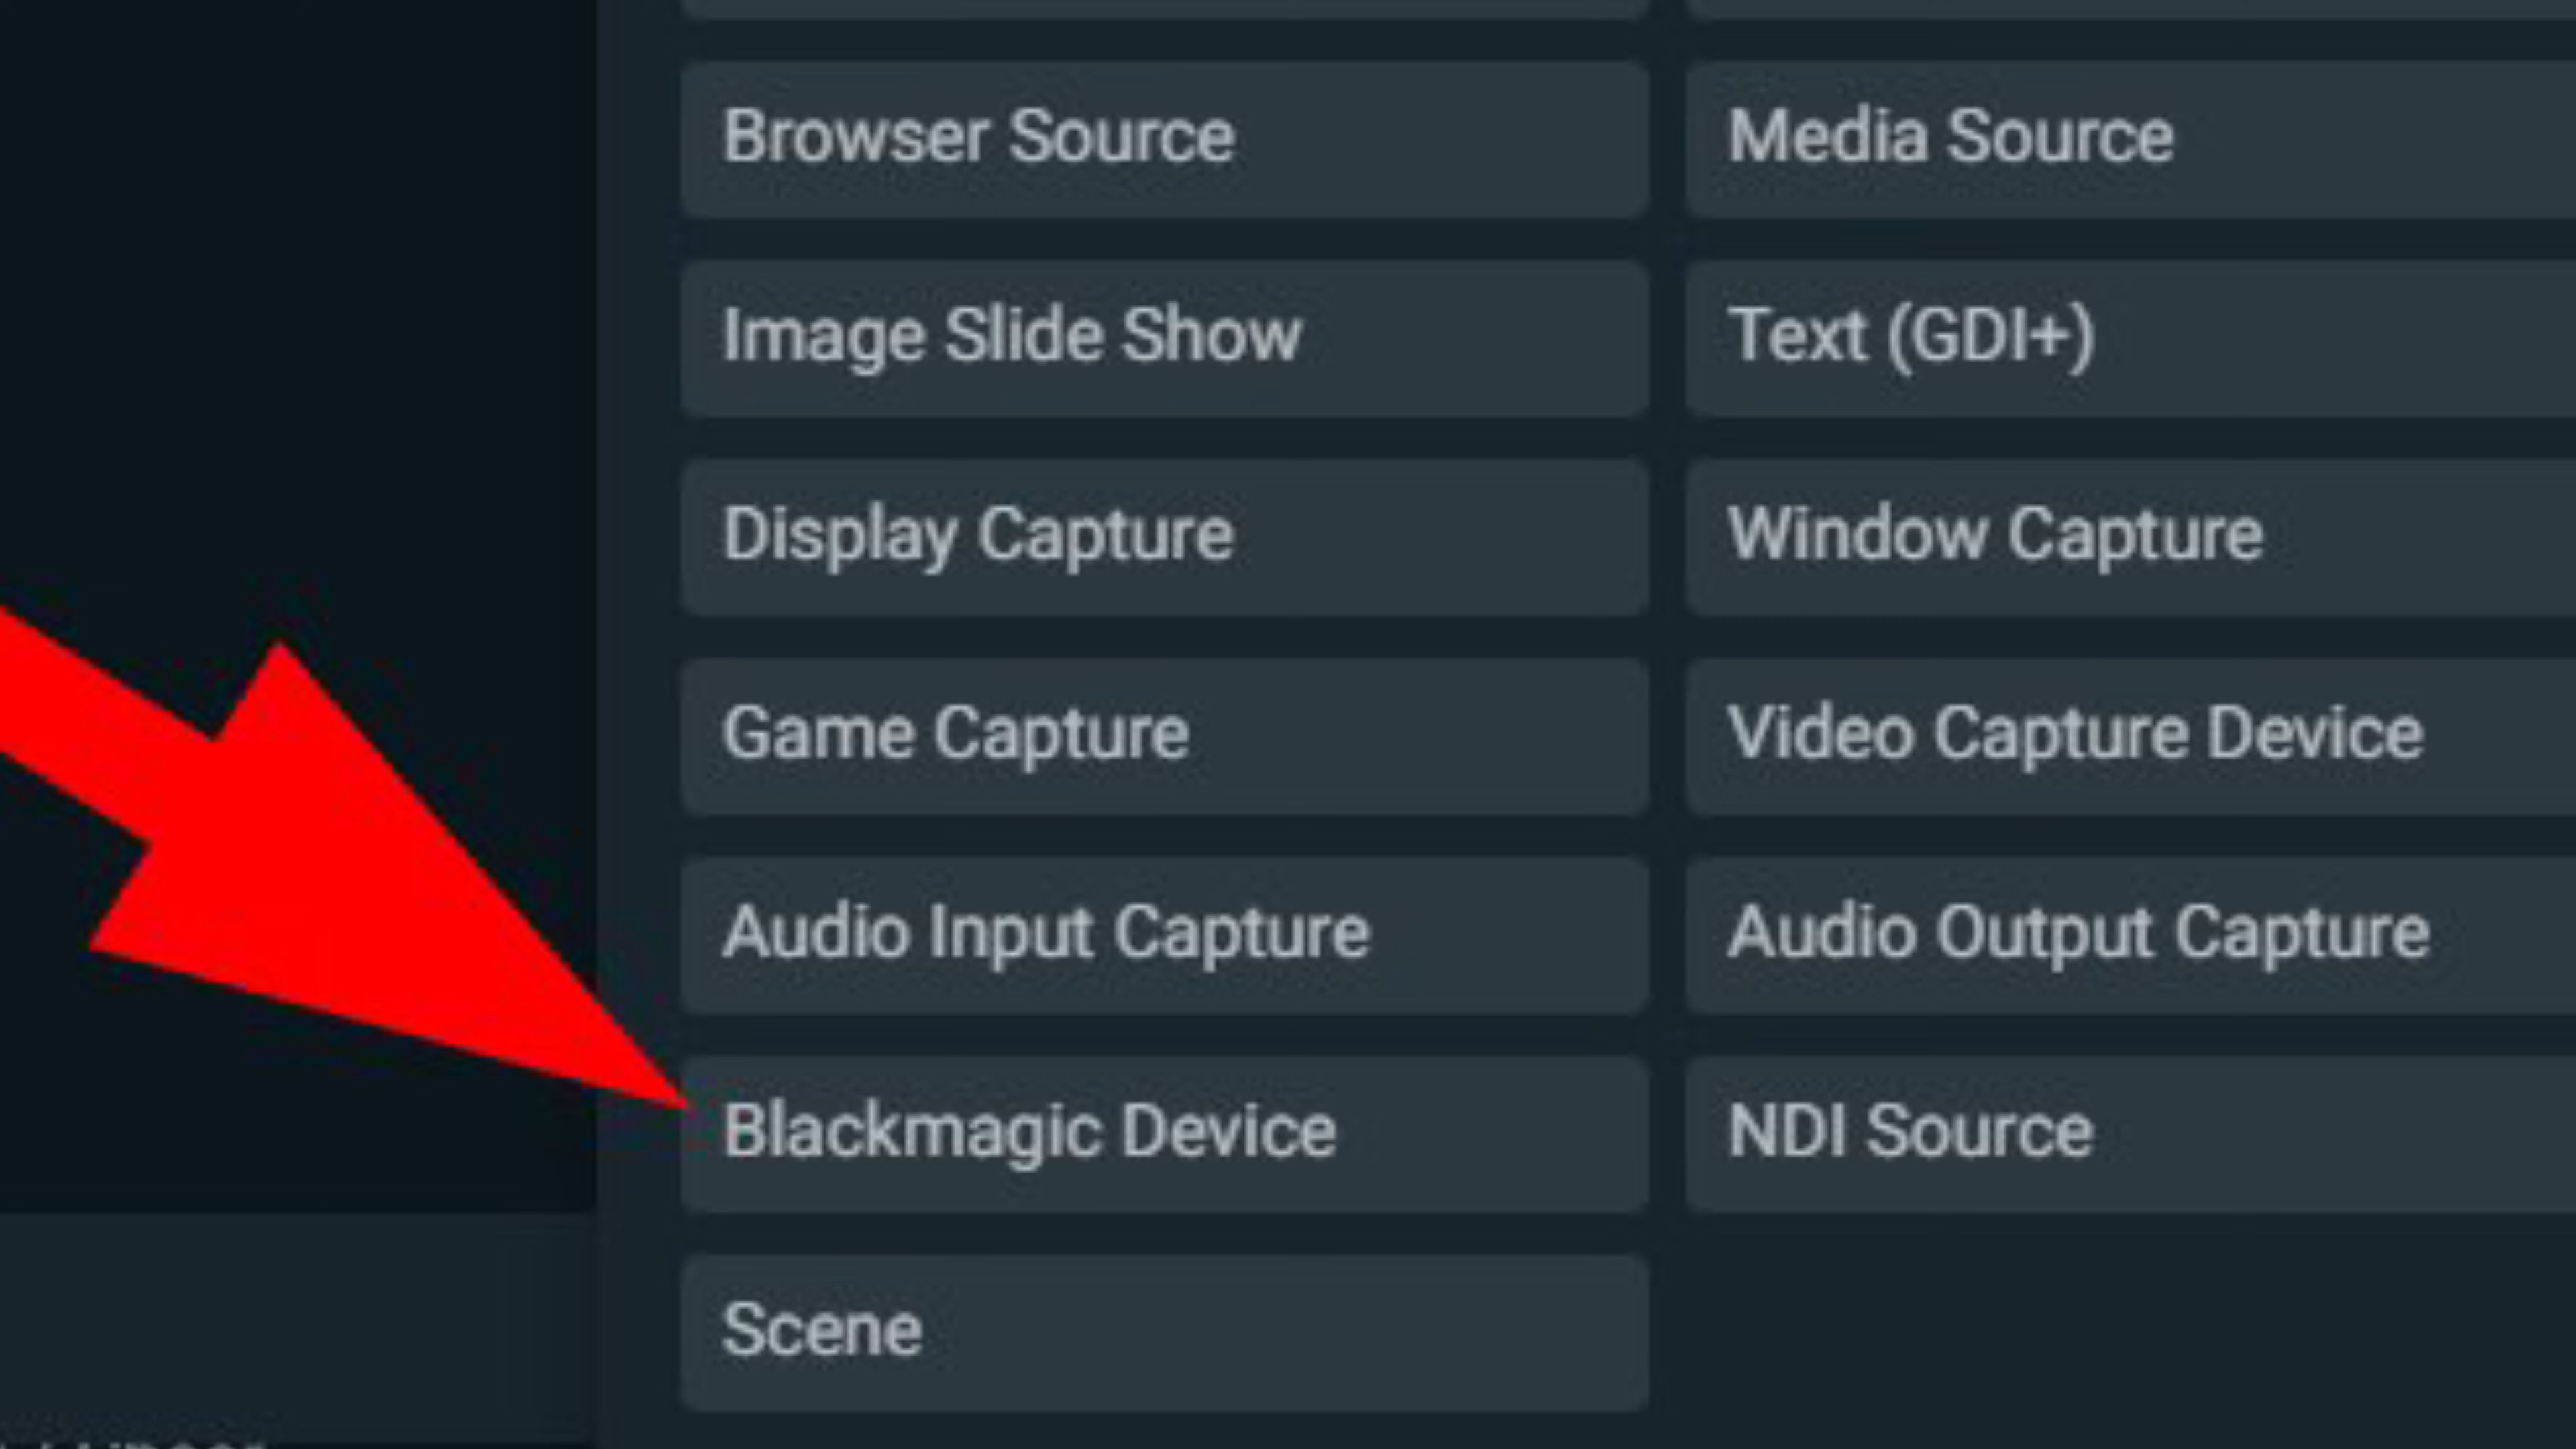 Browser Source
Media Source
Image Slide Show
Text (GDI+)
Display Capture
Window Capture
Game Capture
Video Capture Device
Audio Input Capture
Audio Output Capture
Blackmagic Device
NDI Source
Scene